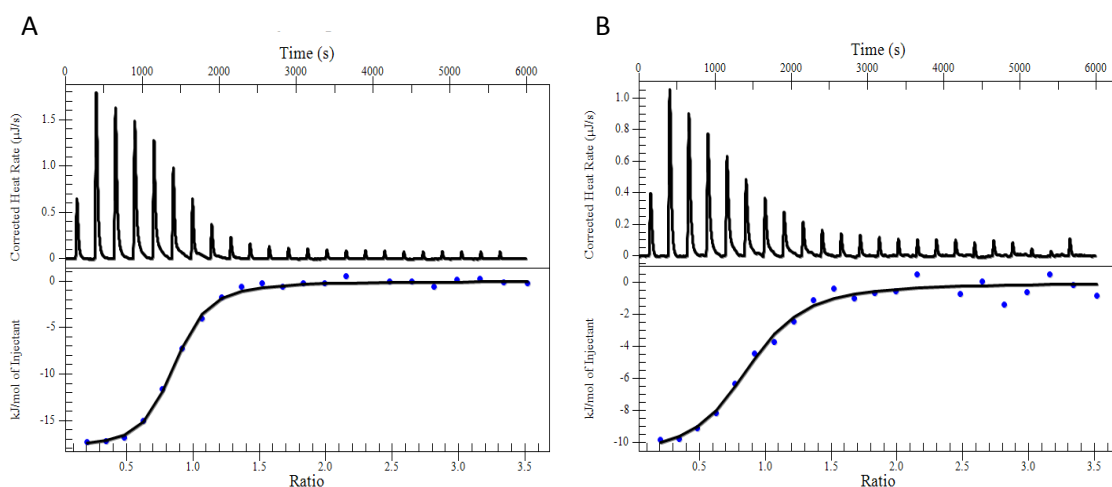 A
Time (s)
0 1000 2000 3000 4000 5000 6000
Corrected Heat Rate (µJ/s)
1.5
1.0
0.5
0
kJ/mol of Injectant
0
-5
-10
-15
0.5 1.0 1.5 2.0 2.5 3.0 3.5
Ratio
B
Time (s)
0 1000 2000 3000 4000 5000 6000
Corrected Heat Rate (µJ/s)
1.0
0.8
0.6
0.4
0.2
0
kJ/mol of Injectant
0
-2
-4
-6
-8
-10
0.5 1.0 1.5 2.0 2.5 3.0 3.5
Ratio